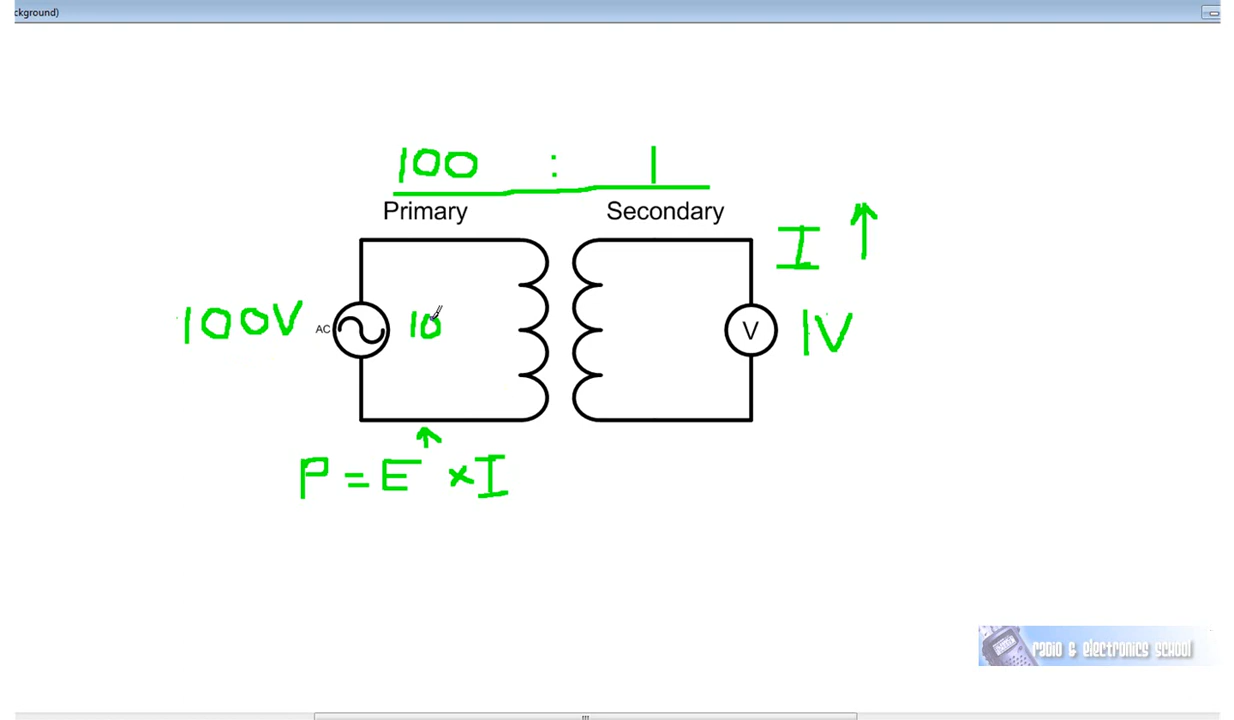 ckground)
100 : 1
Primary Secondary
I ↑
100V AC 10 V 1V
↑
P = E × I
RADIO & ELECTRONICS SCHOOL